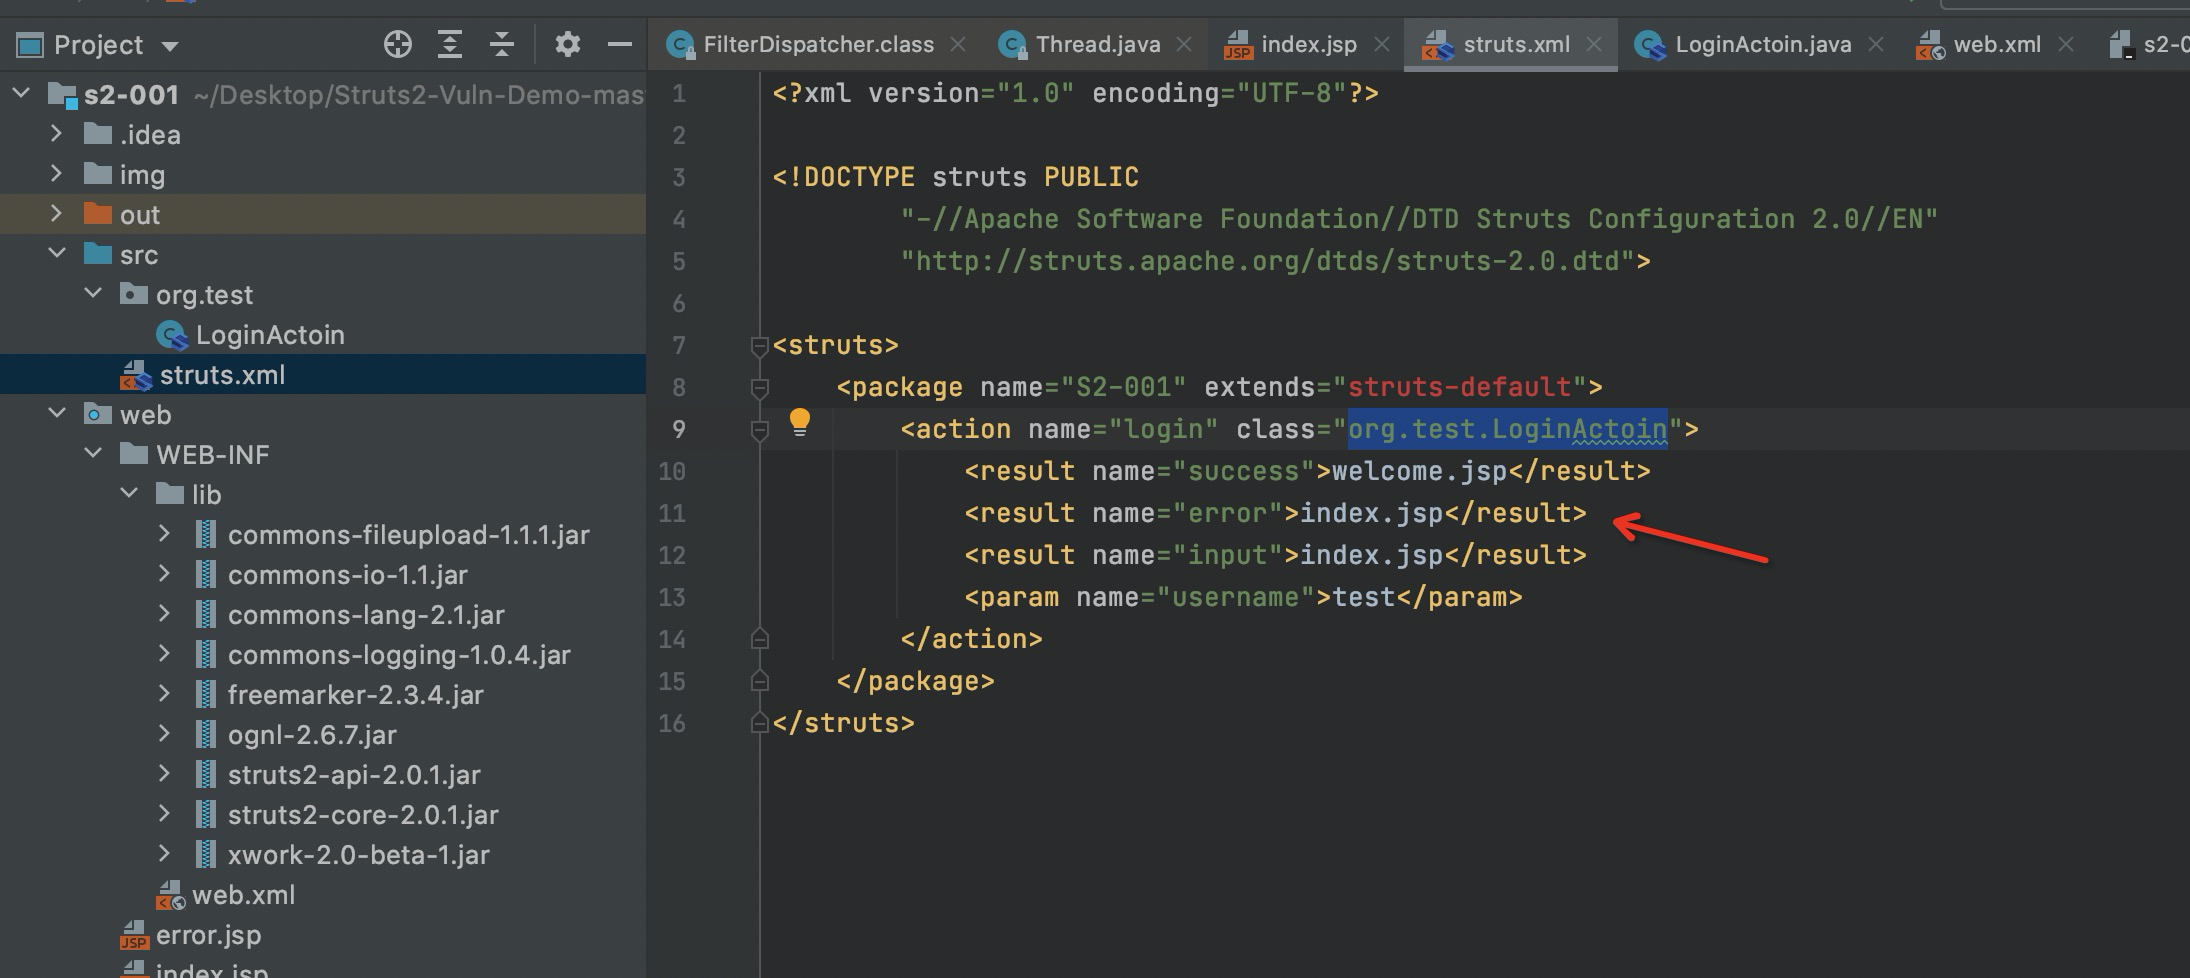 Project
FilterDispatcher.class
Thread.java
index.jsp
struts.xml
LoginActoin.java
web.xml
s2-0
s2-001 ~/Desktop/Struts2-Vuln-Demo-mas
.idea
img
out
src
org.test
LoginActoin
struts.xml
web
WEB-INF
lib
commons-fileupload-1.1.1.jar
commons-io-1.1.jar
commons-lang-2.1.jar
commons-logging-1.0.4.jar
freemarker-2.3.4.jar
ognl-2.6.7.jar
struts2-api-2.0.1.jar
struts2-core-2.0.1.jar
xwork-2.0-beta-1.jar
web.xml
error.jsp
index.jsp
1 <?xml version="1.0" encoding="UTF-8"?>
2
3 <!DOCTYPE struts PUBLIC
4 "-//Apache Software Foundation//DTD Struts Configuration 2.0//EN"
5 "http://struts.apache.org/dtds/struts-2.0.dtd">
6
7 <struts>
8 <package name="S2-001" extends="struts-default">
9 <action name="login" class="org.test.LoginActoin">
10 <result name="success">welcome.jsp</result>
11 <result name="error">index.jsp</result>
12 <result name="input">index.jsp</result>
13 <param name="username">test</param>
14 </action>
15 </package>
16 </struts>